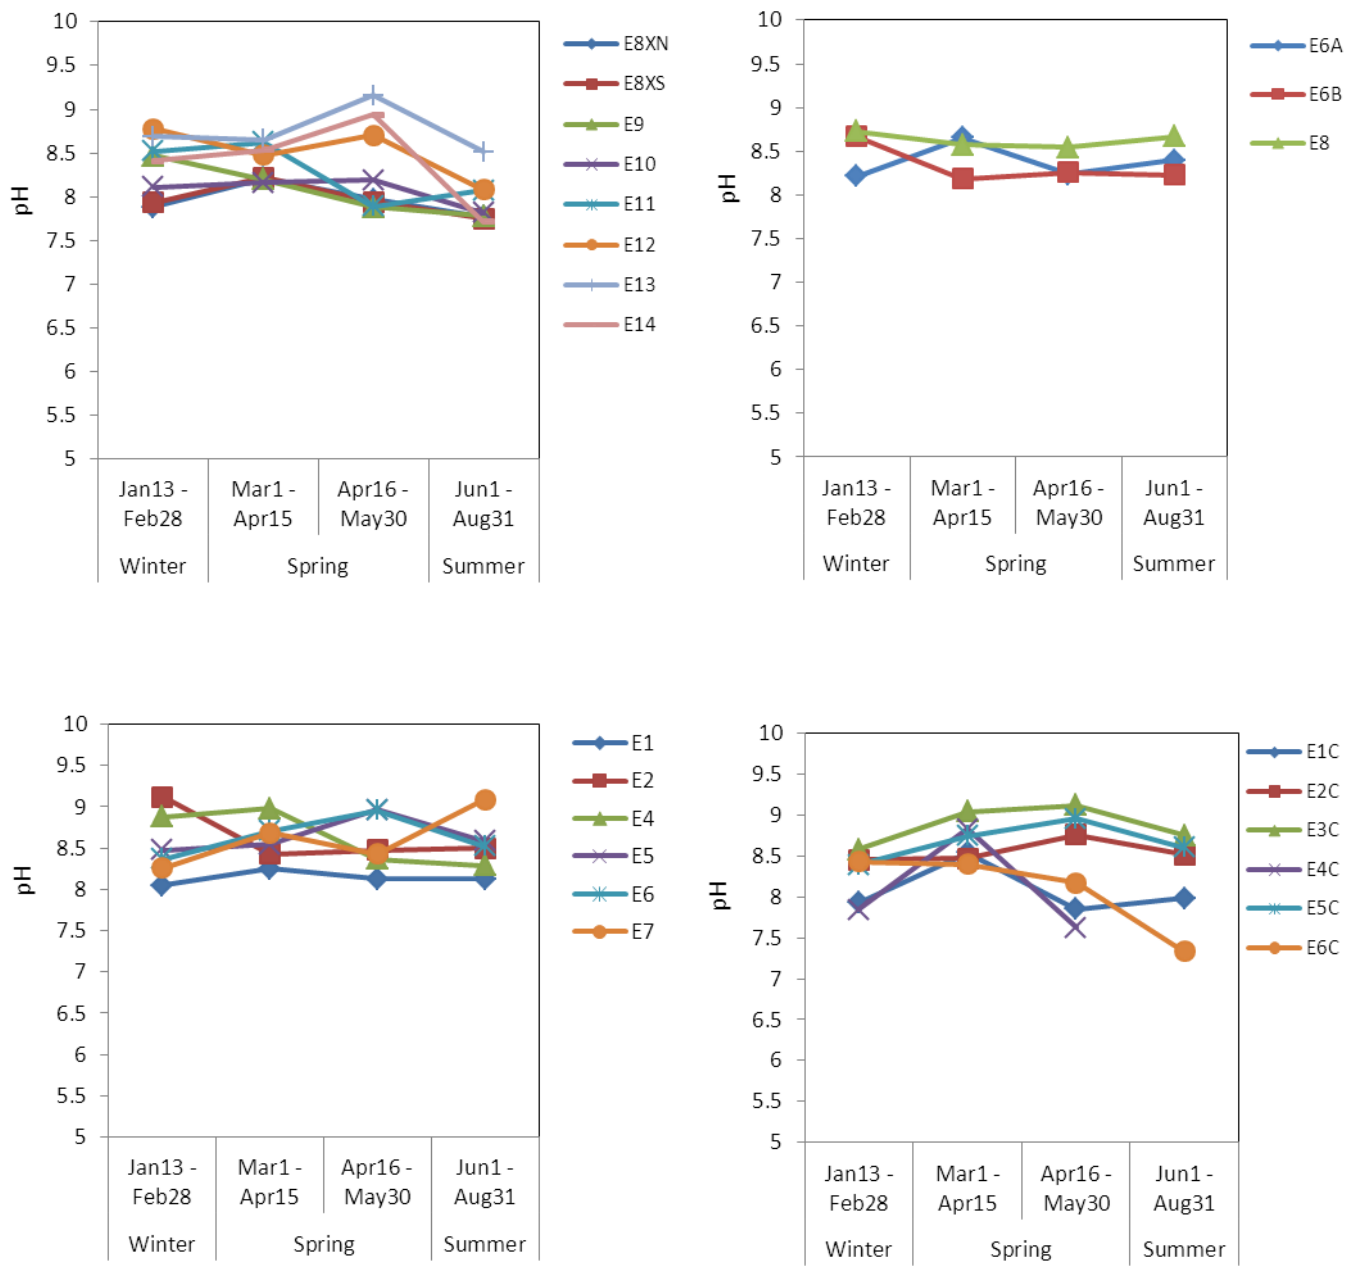 10
9.5
9
8.5
8
7.5
7
6.5
6
5.5
5
pH
Jan13 -
Feb28
Mar1 -
Apr15
Apr16 -
May30
Jun1 -
Aug31
Winter
Spring
Summer
E8XN
E8XS
E9
E10
E11
E12
E13
E14
10
9.5
9
8.5
8
7.5
7
6.5
6
5.5
5
pH
Jan13 -
Feb28
Mar1 -
Apr15
Apr16 -
May30
Jun1 -
Aug31
Winter
Spring
Summer
E6A
E6B
E8
10
9.5
9
8.5
8
7.5
7
6.5
6
5.5
5
pH
Jan13 -
Feb28
Mar1 -
Apr15
Apr16 -
May30
Jun1 -
Aug31
Winter
Spring
Summer
E1
E2
E4
E5
E6
E7
10
9.5
9
8.5
8
7.5
7
6.5
6
5.5
5
pH
Jan13 -
Feb28
Mar1 -
Apr15
Apr16 -
May30
Jun1 -
Aug31
Winter
Spring
Summer
E1C
E2C
E3C
E4C
E5C
E6C